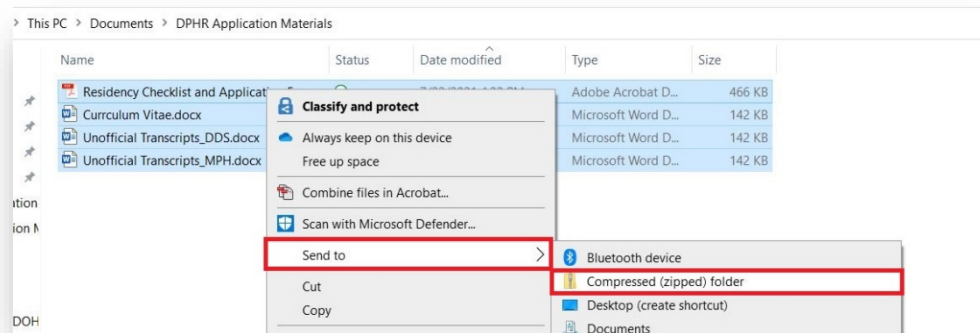 > This PC > Documents > DPHR Application Materials
Name Status Date modified Type Size
Residency Checklist and Applicat Adobe Acrobat D... 466 KB
Curriculum Vitae.docx Microsoft Word D... 142 KB
Unofficial Transcripts_DDS.docx Microsoft Word D... 142 KB
Unofficial Transcripts_MPH.docx Microsoft Word D... 142 KB
Classify and protect
Always keep on this device
Free up space
Combine files in Acrobat...
Scan with Microsoft Defender...
Send to >
Cut
Copy
Bluetooth device
Compressed (zipped) folder
Desktop (create shortcut)
Documents
ation
ion
DOH